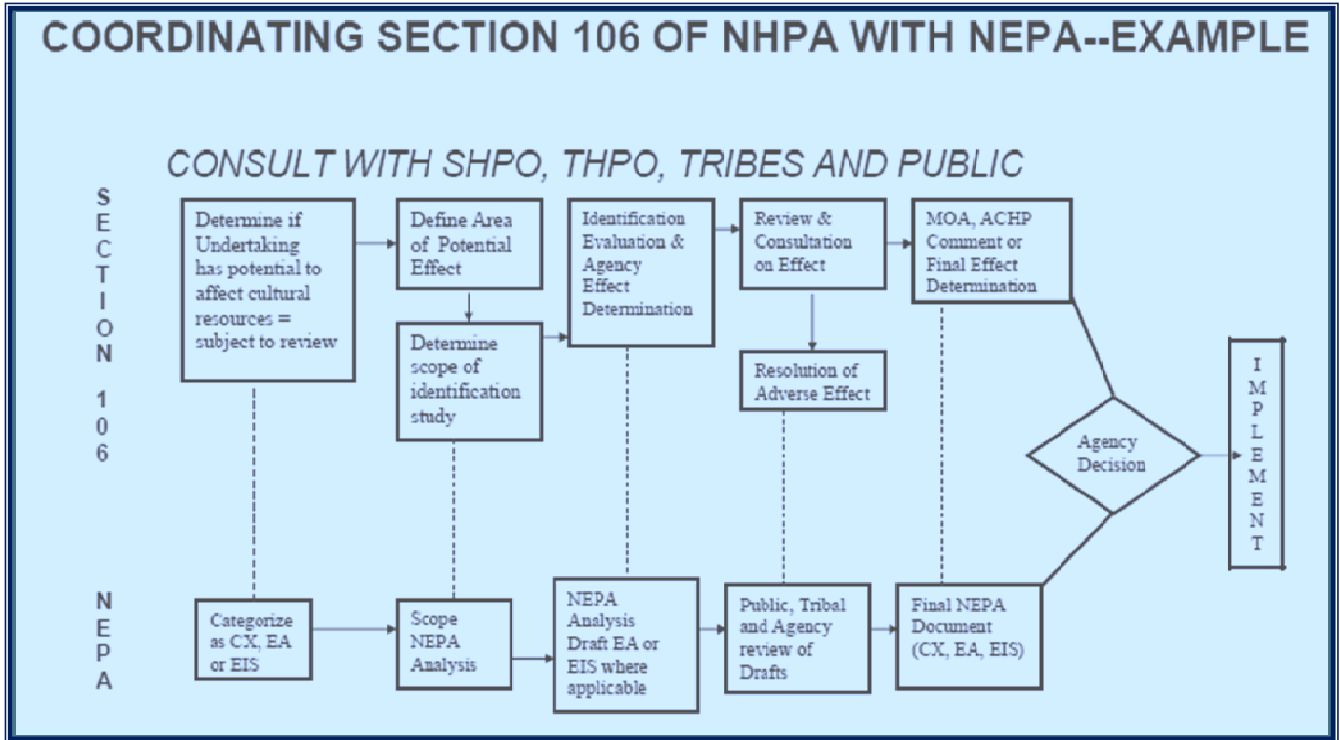 COORDINATING SECTION 106 OF NHPA WITH NEPA--EXAMPLE
CONSULT WITH SHPO, THPO, TRIBES AND PUBLIC
SECTION 106
Determine if
Undertaking
has potential to
affect cultural
resources =
subject to review
Define Area
of Potential
Effect
Determine
scope of
identification
study
Identification
Evaluation &
Agency
Effect
Determination
Review &
Consultation
on Effect
Resolution of
Adverse Effect
MOA, ACHP
Comment or
Final Effect
Determination
Agency
Decision
IMPLEMENT
NEPA
Categorize
as CX, EA
or EIS
Scope
NEPA
Analysis
NEPA
Analysis
Draft EA or
EIS where
applicable
Public, Tribal
and Agency
review of
Drafts
Final NEPA
Document
(CX, EA, EIS)